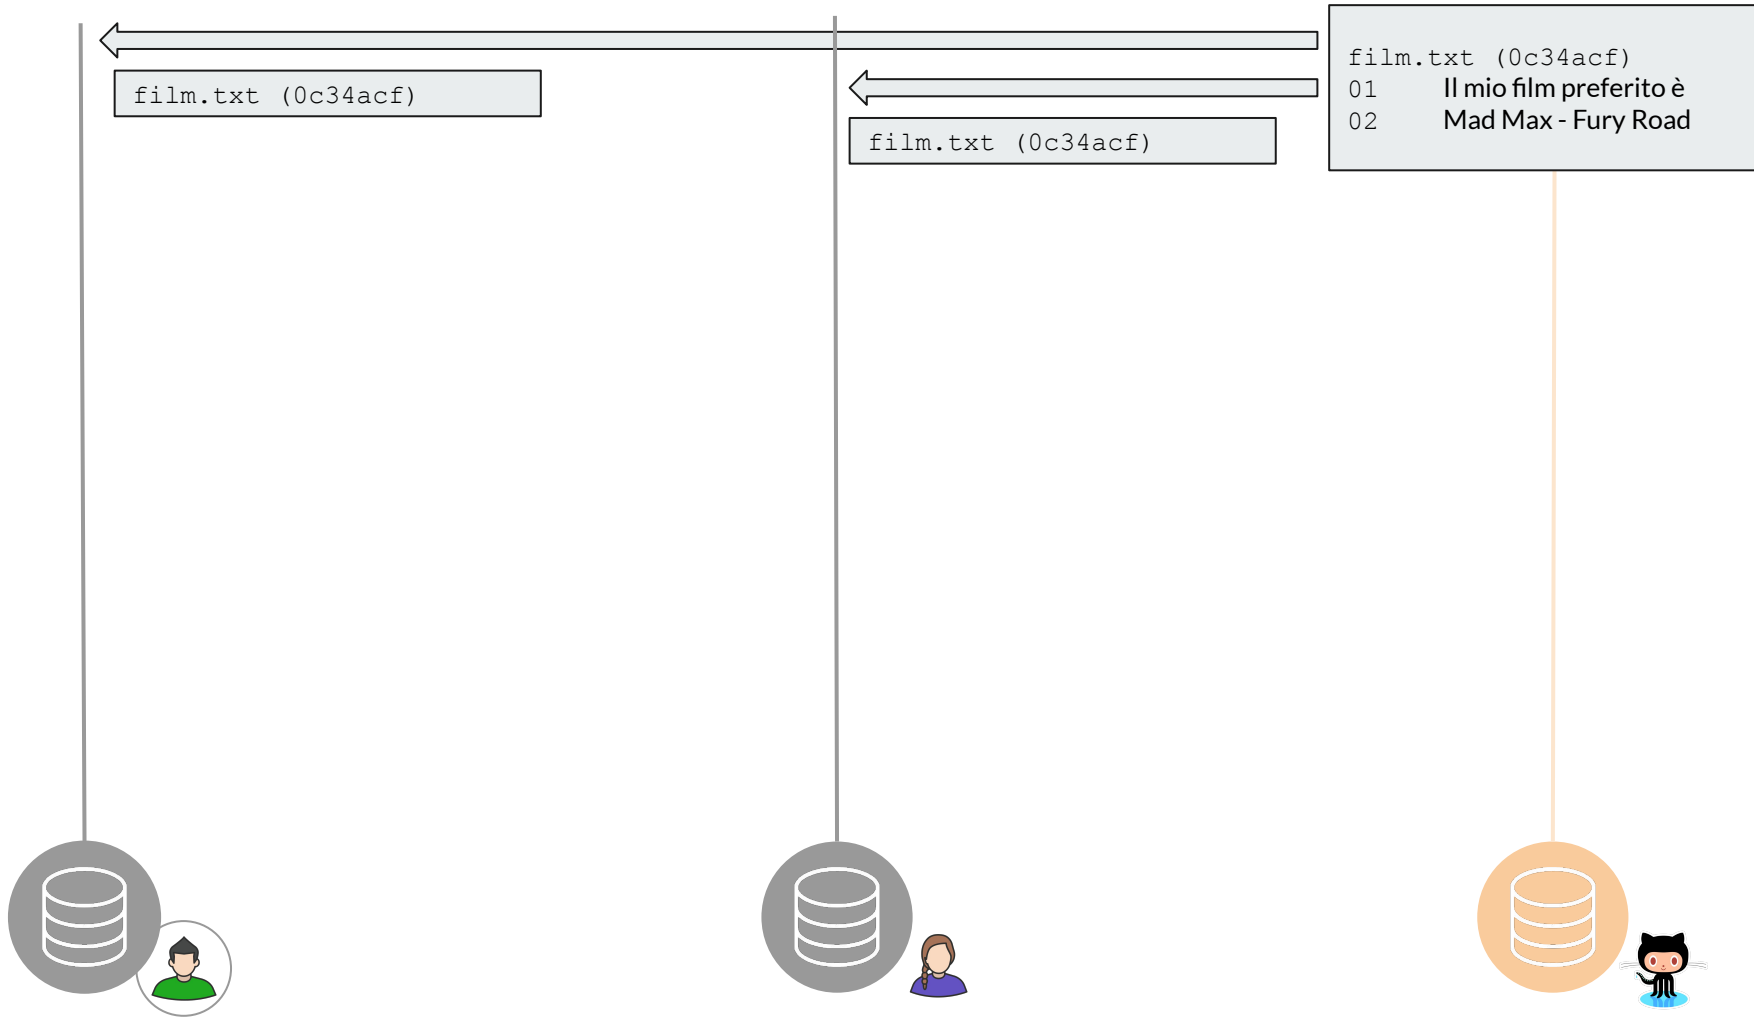 film.txt (0c34acf)
01 Il mio film preferito è
02 Mad Max - Fury Road
film.txt (0c34acf)
film.txt (0c34acf)